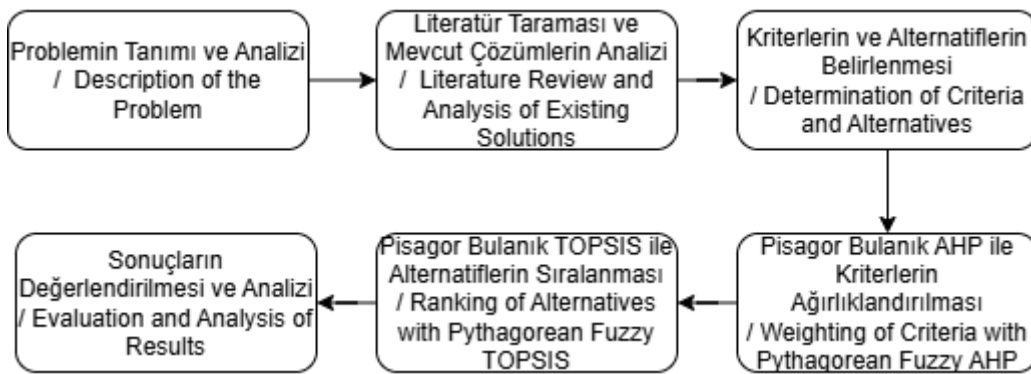 Problemin Tanımı ve Analizi
/ Description of the
Problem
Literatür Taraması ve
Mevcut Çözümlerin Analizi
/ Literature Review and
Analysis of Existing
Solutions
Kriterlerin ve Alternatiflerin
Belirlenmesi
/ Determination of Criteria
and Alternatives
Pisagor Bulanık AHP ile
Kriterlerin
Ağırlıklandırılması
/ Weighting of Criteria with
Pythagorean Fuzzy AHP
Pisagor Bulanık TOPSIS ile
Alternatiflerin Sıralanması
/ Ranking of Alternatives
with Pythagorean Fuzzy
TOPSIS
Sonuçların
Değerlendirilmesi ve Analizi
/ Evaluation and Analysis of
Results